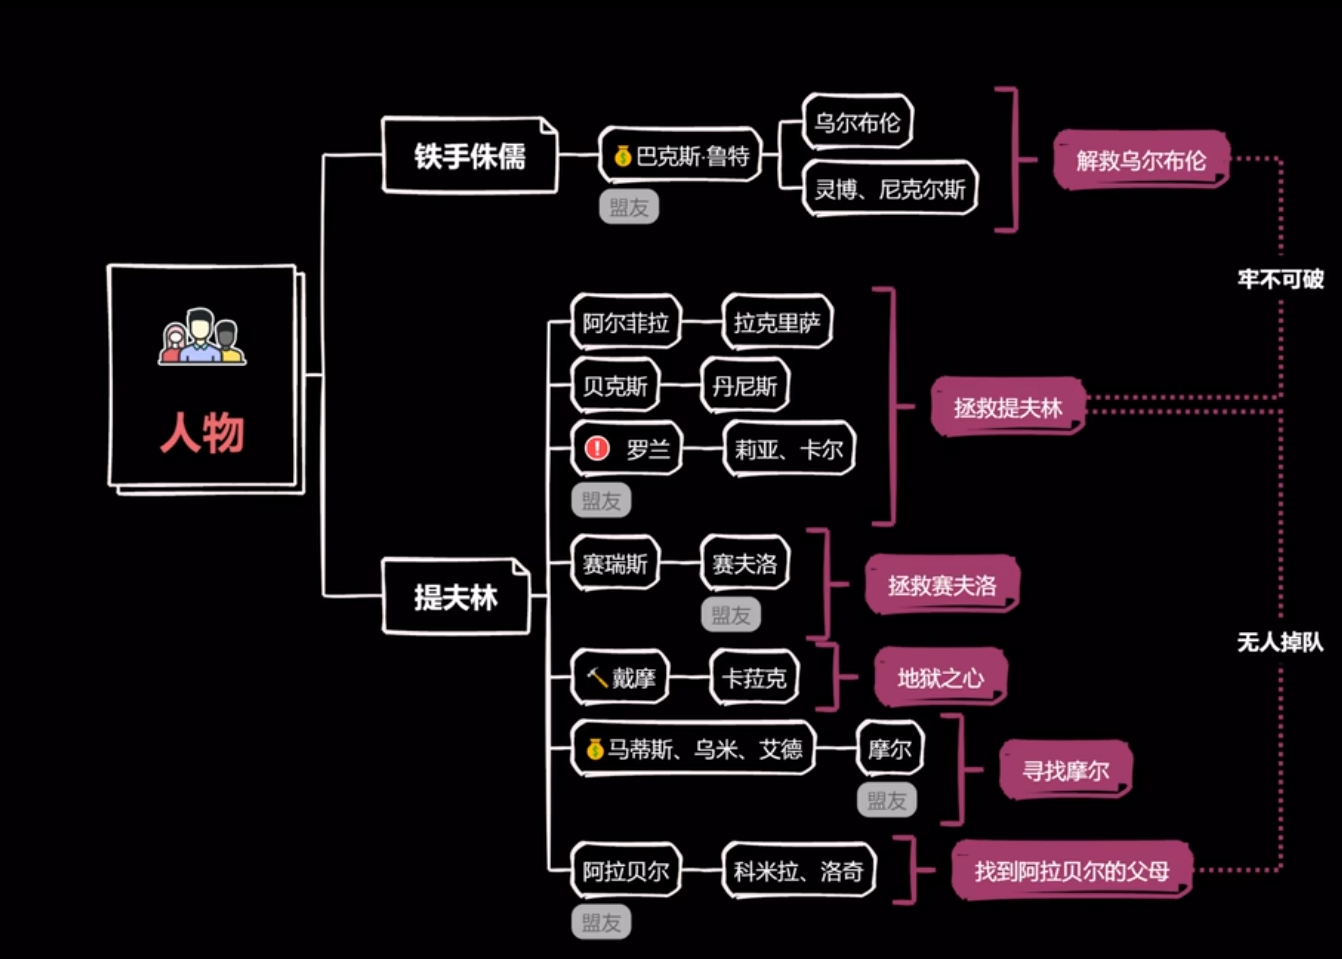 人物
铁手侏儒
巴克斯·鲁特
盟友
乌尔布伦
灵博、尼克尔斯
解救乌尔布伦
牢不可破
提夫林
阿尔菲拉
拉克里萨
贝克斯
丹尼斯
罗兰
莉亚、卡尔
盟友
拯救提夫林
赛瑞斯
赛夫洛
盟友
拯救赛夫洛
无人掉队
戴摩
卡菈克
地狱之心
马蒂斯、乌米、艾德
摩尔
盟友
寻找摩尔
阿拉贝尔
科米拉、洛奇
盟友
找到阿拉贝尔的父母